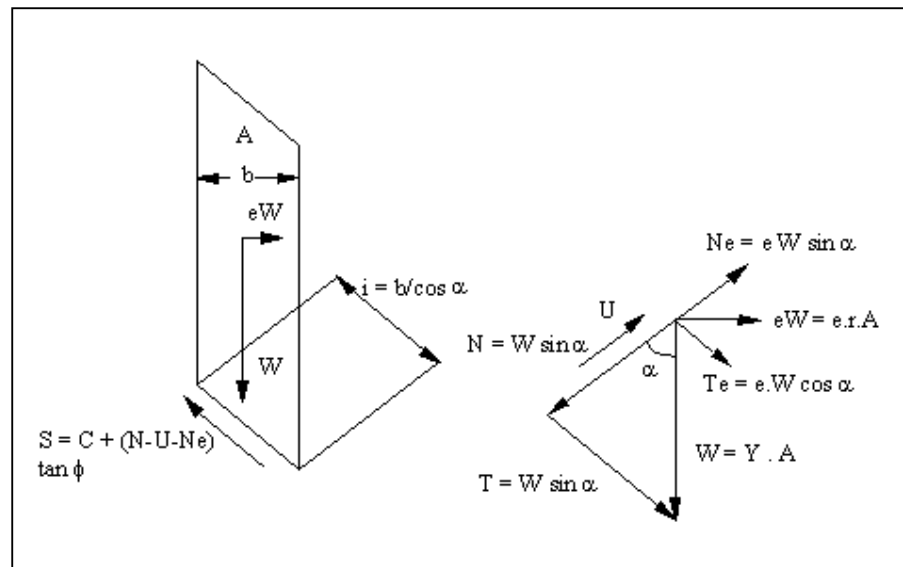 A
b
eW
i = b/cos α
W
S = C + (N-U-Ne)
tan ϕ
Ne = e W sin α
U
eW = e.r.A
N = W sin α
α
Te = e.W cos α
W = Y . A
T = W sin α